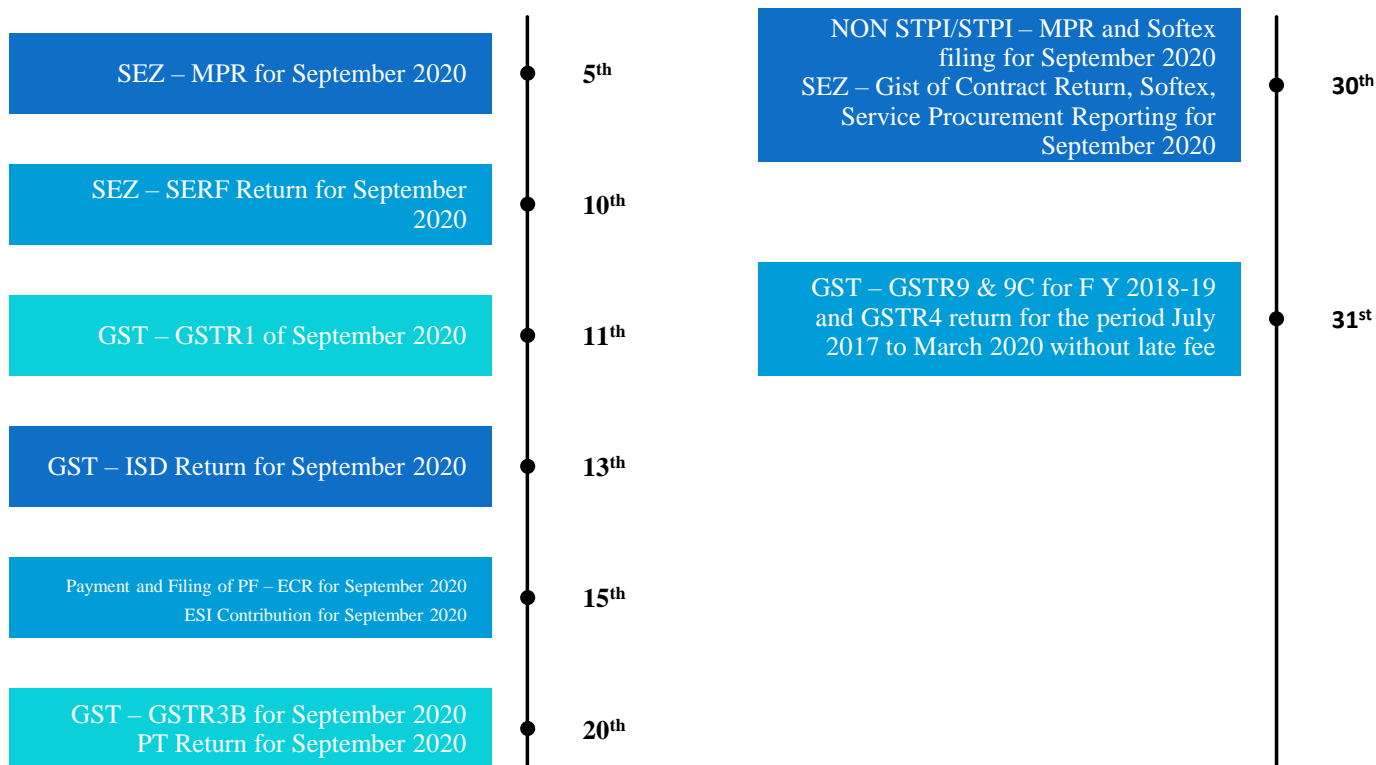 SEZ – MPR for September 2020
5th
SEZ – SERF Return for September
2020
10th
GST – GSTR1 of September 2020
11th
GST – ISD Return for September 2020
13th
Payment and Filing of PF – ECR for September 2020
ESI Contribution for September 2020
15th
GST – GSTR3B for September 2020
PT Return for September 2020
20th
NON STPI/STPI – MPR and Softex
filing for September 2020
SEZ – Gist of Contract Return, Softex,
Service Procurement Reporting for
September 2020
30th
GST – GSTR9 & 9C for F Y 2018-19
and GSTR4 return for the period July
2017 to March 2020 without late fee
31st